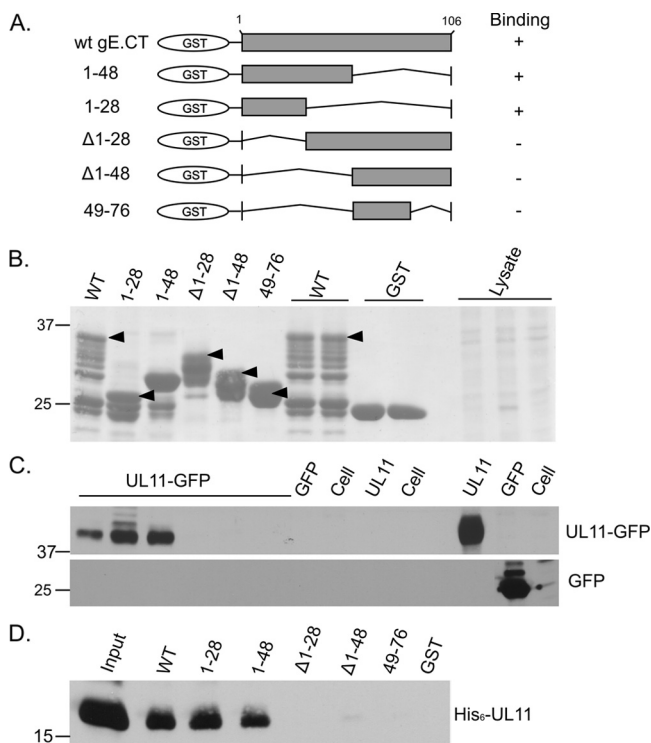 A.
1 106 Binding
wt gE.CT GST +
1-48 GST +
1-28 GST +
Δ1-28 GST -
Δ1-48 GST -
49-76 GST -
B.
WT 1-28 1-48 Δ1-28 Δ1-48 49-76 WT GST Lysate
37
25
C.
UL11-GFP GFP Cell UL11 Cell UL11 GFP Cell
UL11-GFP
37
25 GFP
D.
Input WT 1-28 1-48 Δ1-28 Δ1-48 49-76 GST
His₆-UL11
15